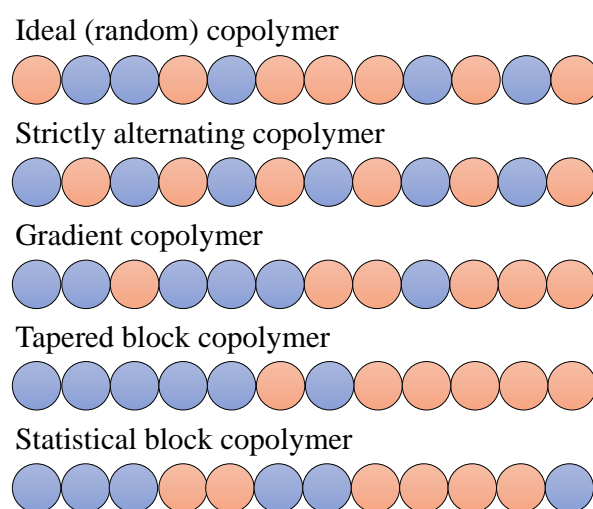 Ideal (random) copolymer
Strictly alternating copolymer
Gradient copolymer
Tapered block copolymer
Statistical block copolymer